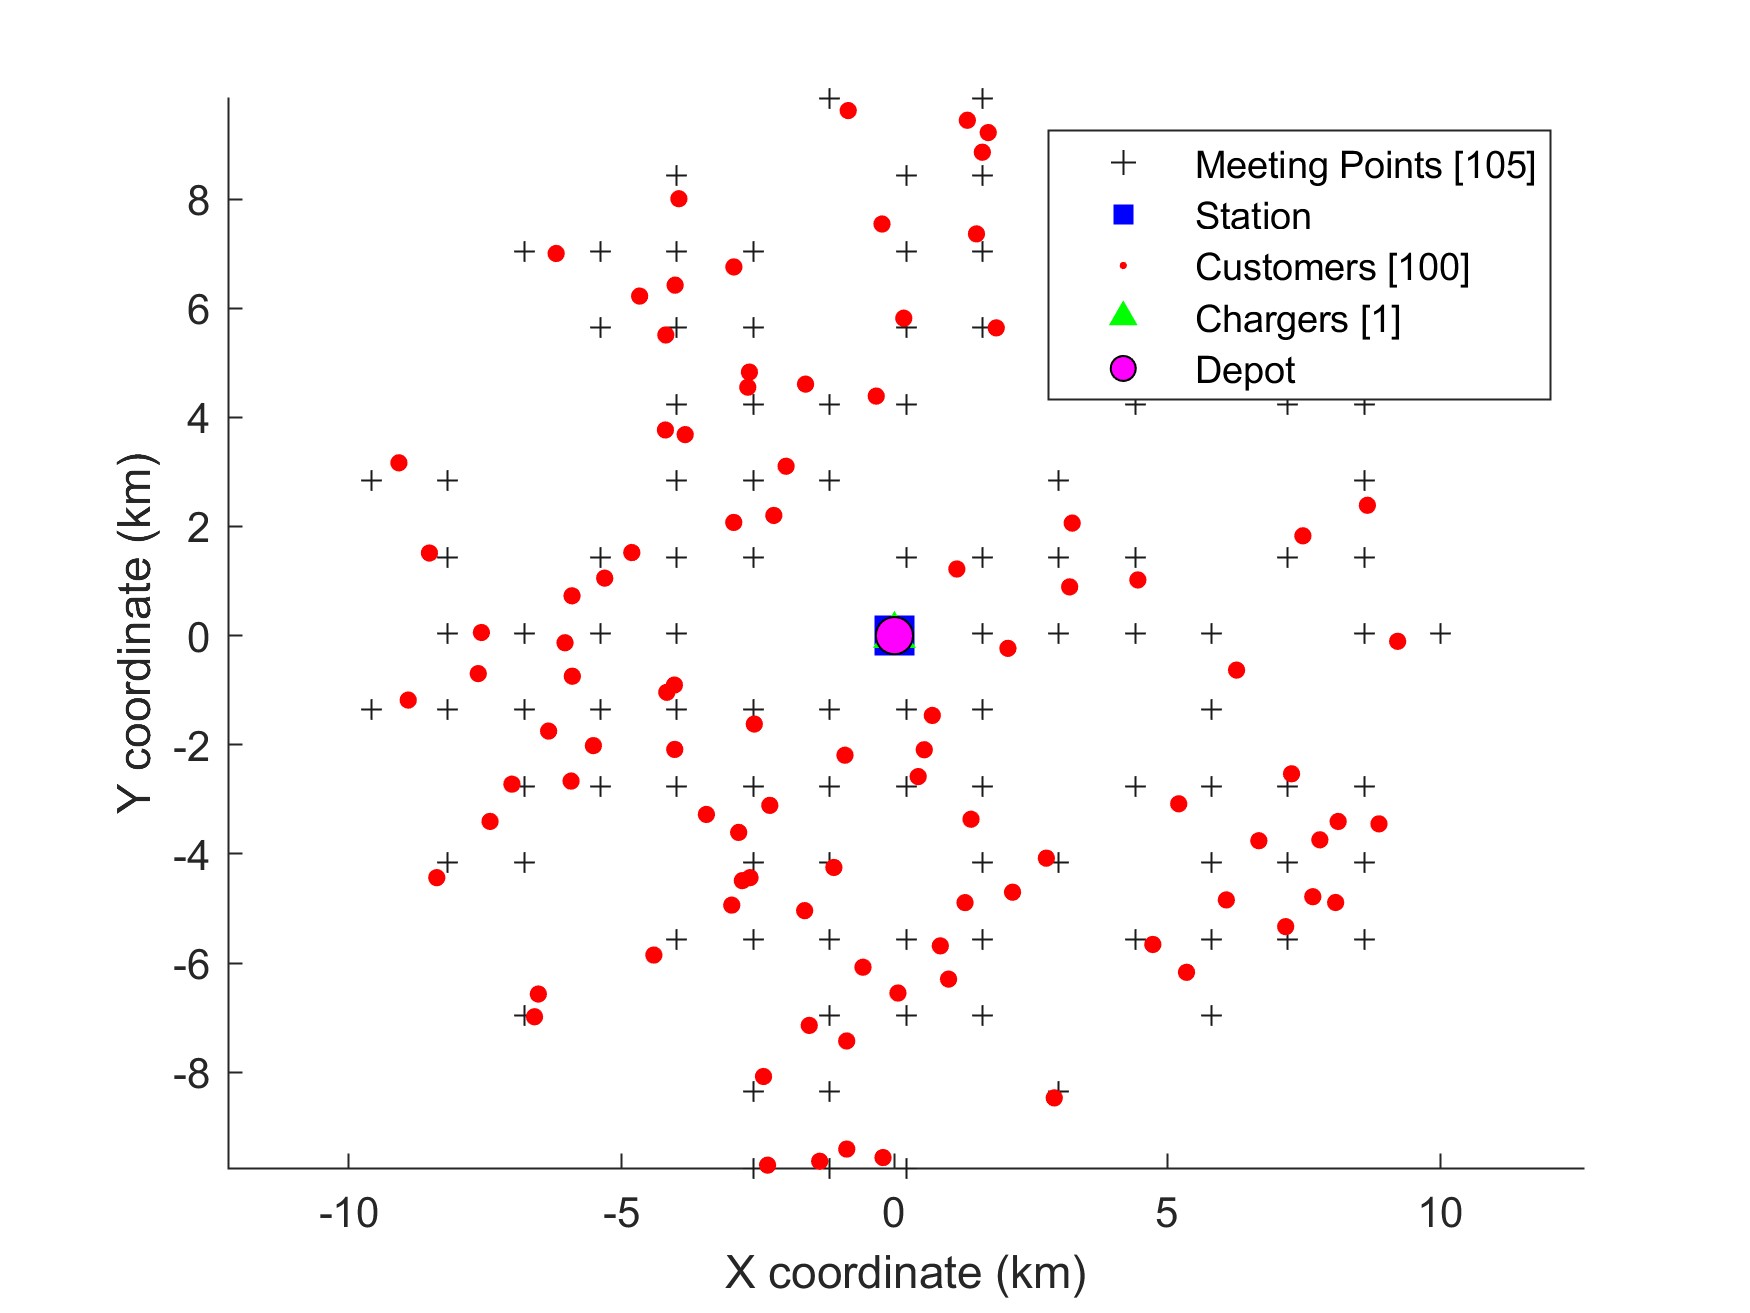 Meeting Points [105]
Station
Customers [100]
Chargers [1]
Depot
8
6
4
2
0
-2
-4
-6
-8
Y coordinate (km)
-10 -5 0 5 10
X coordinate (km)